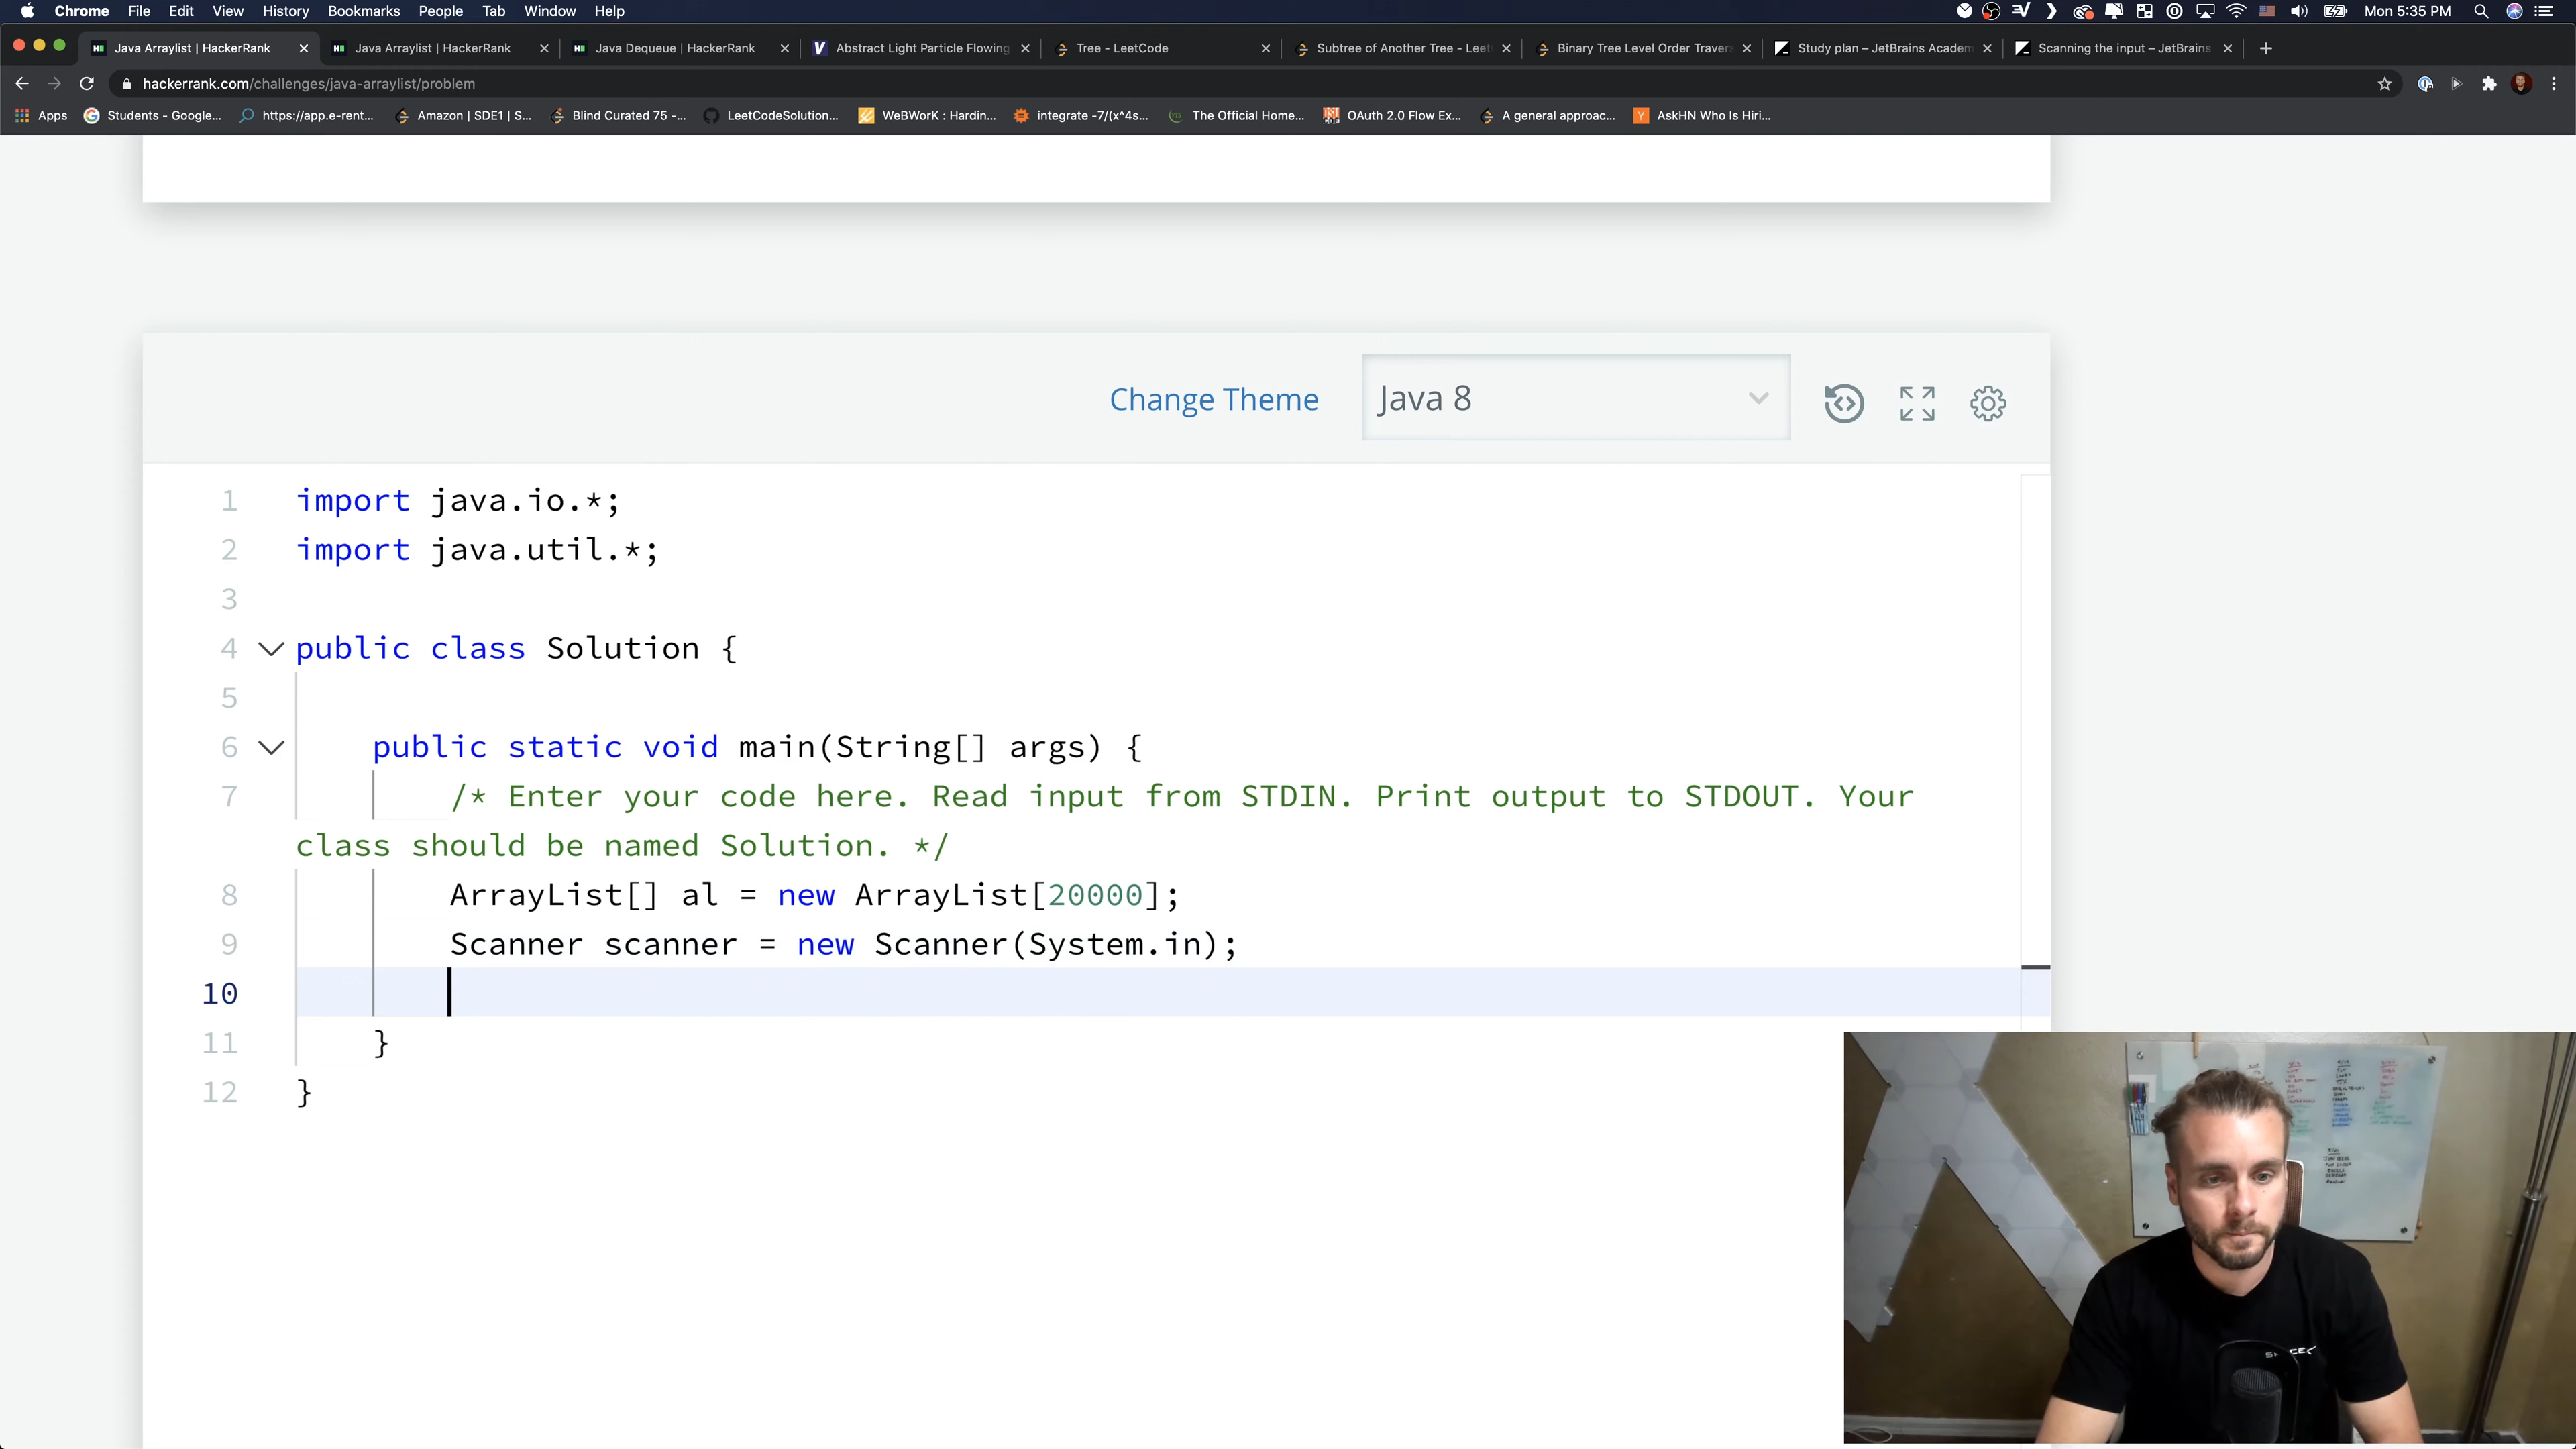 Chrome File Edit View History Bookmarks People Tab Window Help Mon 5:35 PM
Java Arraylist | HackerRank Java Arraylist | HackerRank Java Dequeue | HackerRank Abstract Light Particle Flowing Tree - LeetCode Subtree of Another Tree - Leet Binary Tree Level Order Travers Study plan – JetBrains Academ Scanning the input – JetBrains
hackerrank.com/challenges/java-arraylist/problem
Apps Students - Google... https://app.e-rent... Amazon | SDE1 | S... Blind Curated 75 -... LeetCodeSolution... WeBWorK : Hardin... integrate -7/(x^4s... The Official Home... OAuth 2.0 Flow Ex... A general approac... AskHN Who Is Hiri...
Change Theme Java 8
1 import java.io.*;
2 import java.util.*;
3
4 public class Solution {
5
6 public static void main(String[] args) {
7 /* Enter your code here. Read input from STDIN. Print output to STDOUT. Your
class should be named Solution. */
8 ArrayList[] al = new ArrayList[20000];
9 Scanner scanner = new Scanner(System.in);
10
11 }
12 }